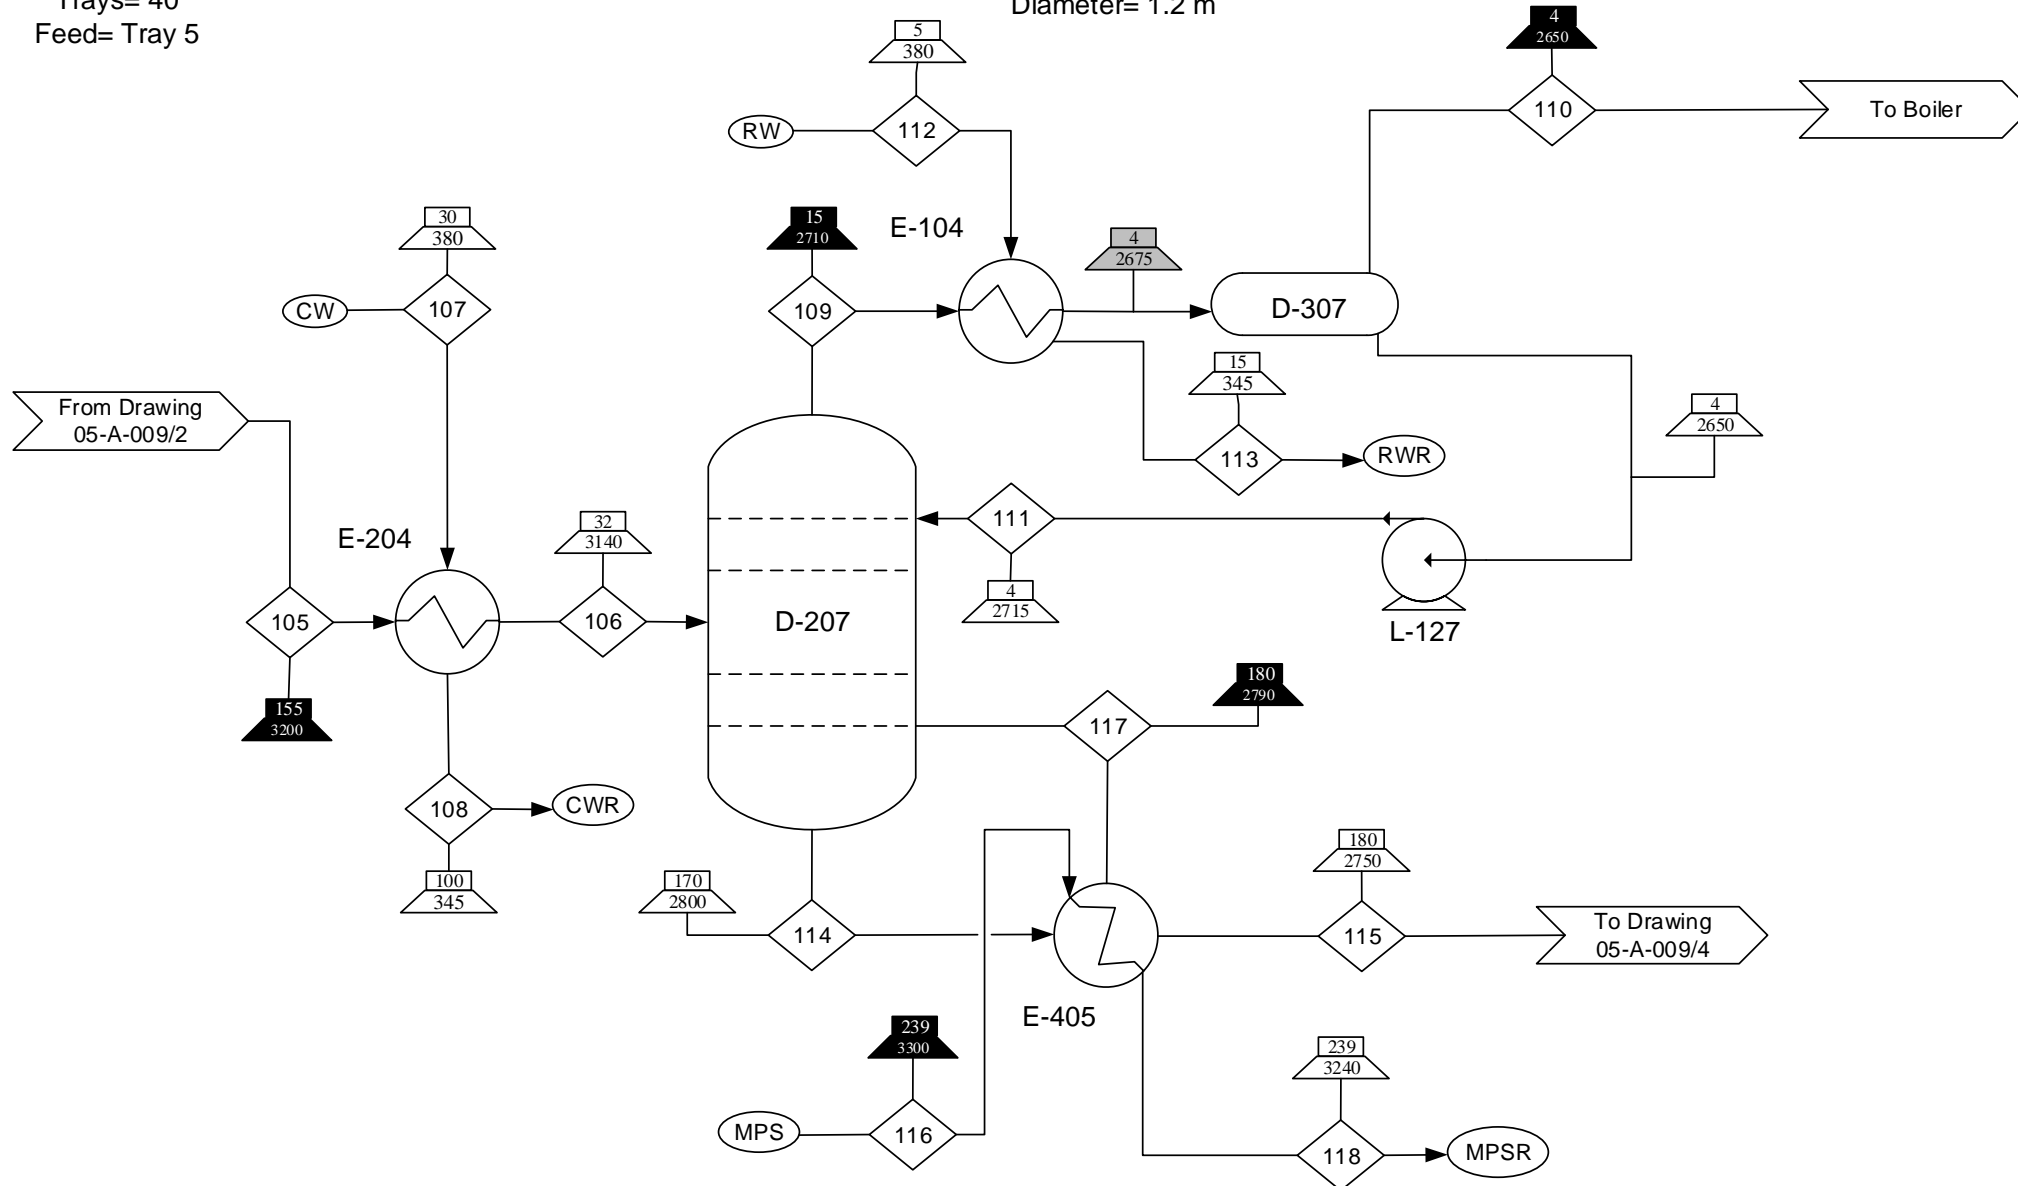 Trays= 40
Feed= Tray 5
Diameter= 1.2 m
4
2650
5
380
110
To Boiler
RW
112
30
380
15
2710
E-104
4
2675
CW
107
109
D-307
15
345
From Drawing
05-A-009/2
4
2650
113
RWR
E-204
32
3140
111
4
2715
105
106
D-207
L-127
155
3200
180
2790
117
108
CWR
100
345
170
2800
180
2750
114
115
To Drawing
05-A-009/4
E-405
239
3300
239
3240
MPS
116
118
MPSR